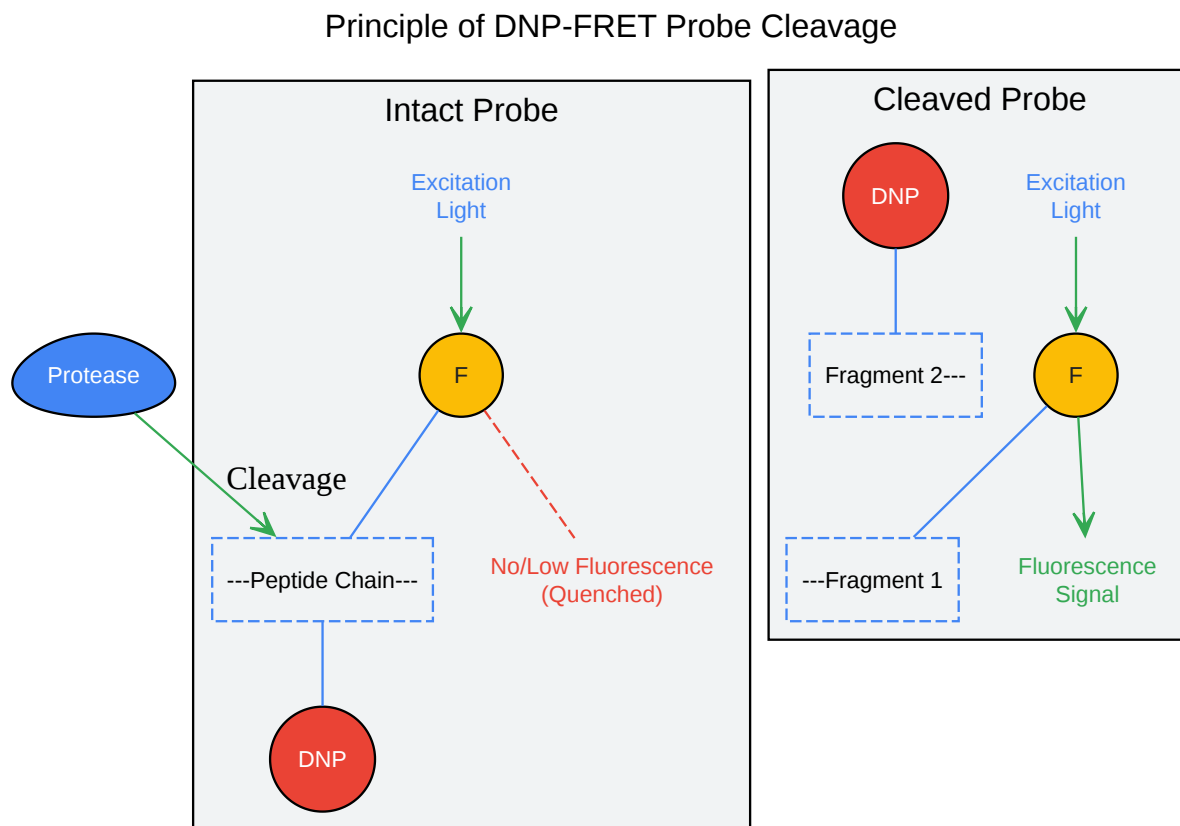 Principle of DNP-FRET Probe Cleavage
Intact Probe
Excitation
Light
F
Protease
Cleavage
---Peptide Chain---
No/Low Fluorescence
(Quenched)
DNP
Cleaved Probe
DNP
Excitation
Light
Fragment 2---
F
---Fragment 1
Fluorescence
Signal